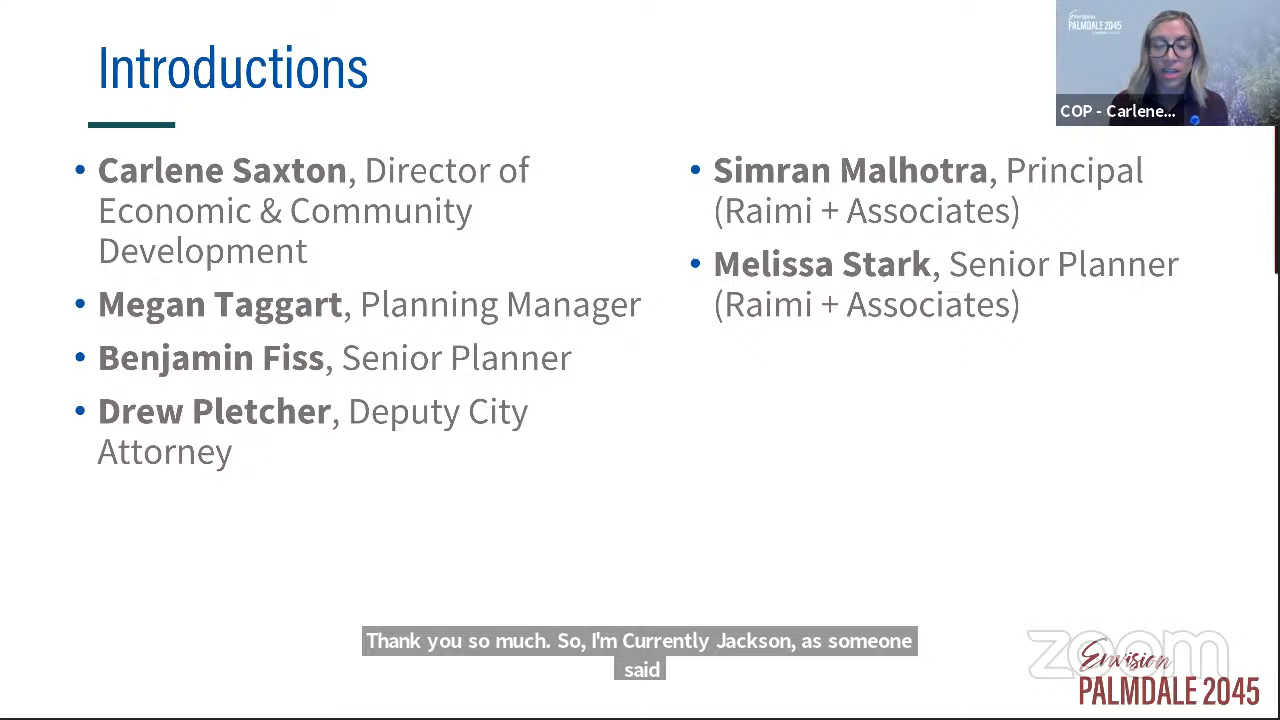 Introductions
• Carlene Saxton, Director of
Economic & Community
Development
• Megan Taggart, Planning Manager
• Benjamin Fiss, Senior Planner
• Drew Pletcher, Deputy City
Attorney
• Simran Malhotra, Principal
(Raimi + Associates)
• Melissa Stark, Senior Planner
(Raimi + Associates)
Envision
PALMDALE 2045
COP - Carlene...
Thank you so much. So, I'm Currently Jackson, as someone
said
zoom
Envision
PALMDALE 2045